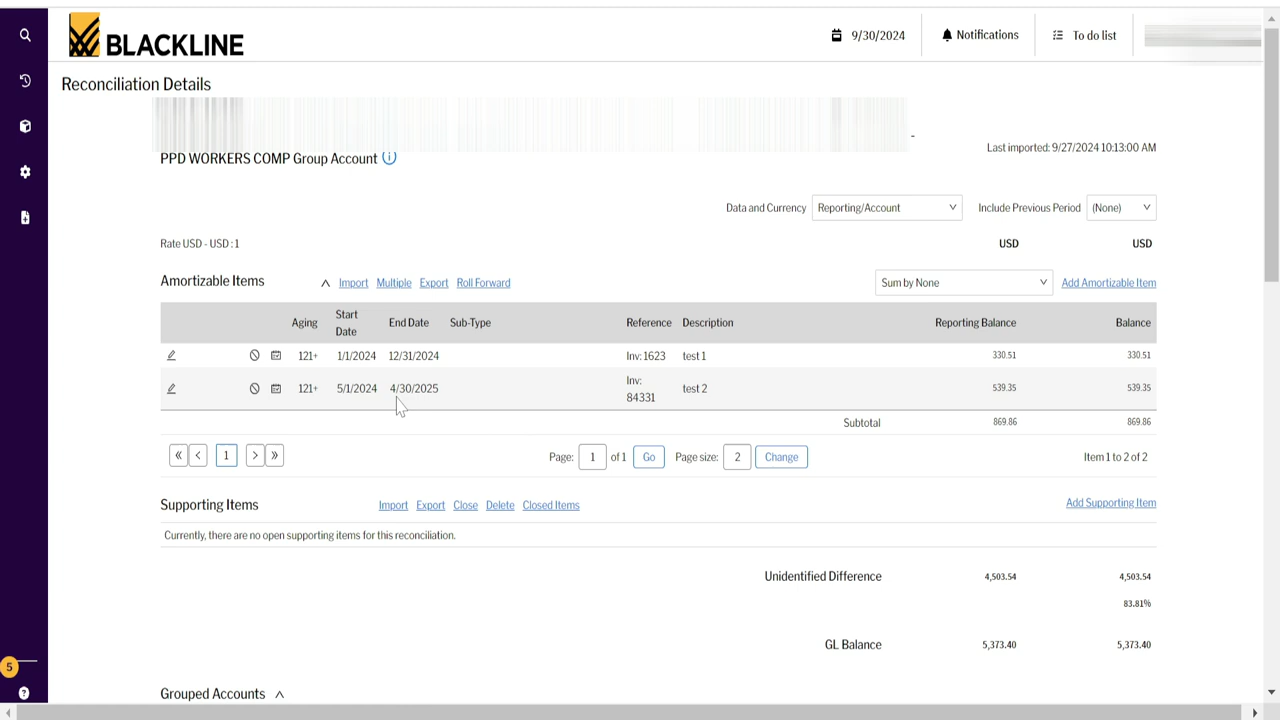 BLACKLINE
9/30/2024 Notifications To do list
Reconciliation Details
PPD WORKERS COMP Group Account
Last imported: 9/27/2024 10:13:00 AM
Data and Currency Reporting/Account Include Previous Period (None)
Rate USD - USD : 1 USD USD
Amortizable Items Import Multiple Export Roll Forward Sum by None Add Amortizable Item
Aging Start Date End Date Sub-Type Reference Description Reporting Balance Balance
121+ 1/1/2024 12/31/2024 Inv: 1623 test 1 330.51 330.51
121+ 5/1/2024 4/30/2025 Inv: 84331 test 2 539.35 539.35
Subtotal 869.86 869.86
« < 1 > » Page: 1 of 1 Go Page size: 2 Change Item 1 to 2 of 2
Supporting Items Import Export Close Delete Closed Items Add Supporting Item
Currently, there are no open supporting items for this reconciliation.
Unidentified Difference 4,503.54 4,503.54
83.81%
GL Balance 5,373.40 5,373.40
5
Grouped Accounts